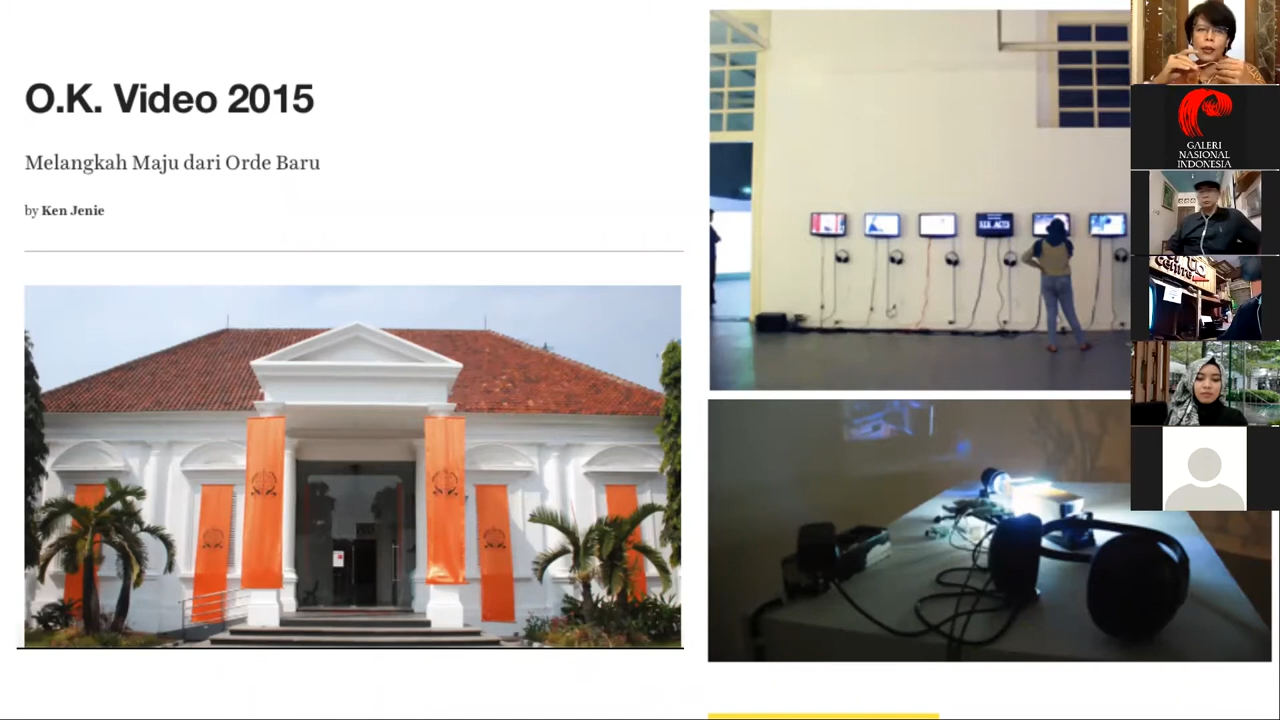 O.K. Video 2015
Melangkah Maju dari Orde Baru
by Ken Jenie
GALERI
NASIONAL
INDONESIA